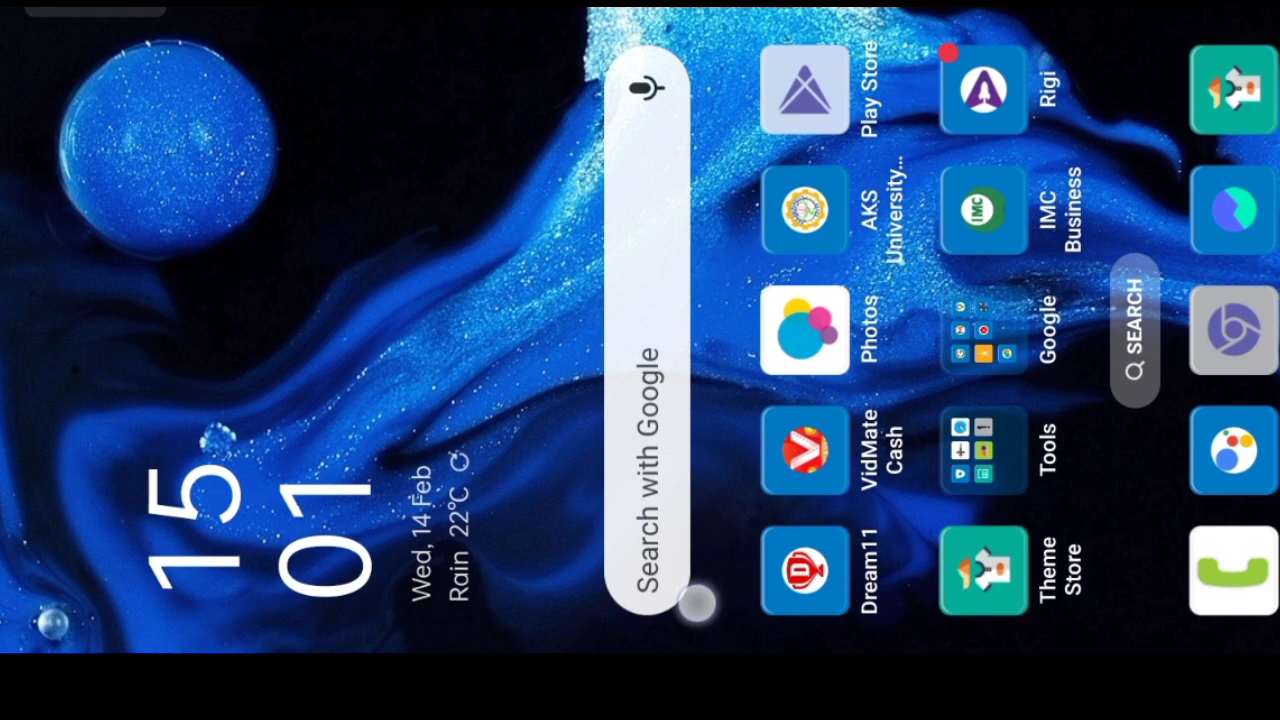 15
01
Wed, 14 Feb
Rain 22°C
Search with Google
Dream11
VidMate
Cash
Photos
AKS
University...
Play Store
D
IMC
Theme
Store
Tools
Google
IMC
Business
Rigi
SEARCH